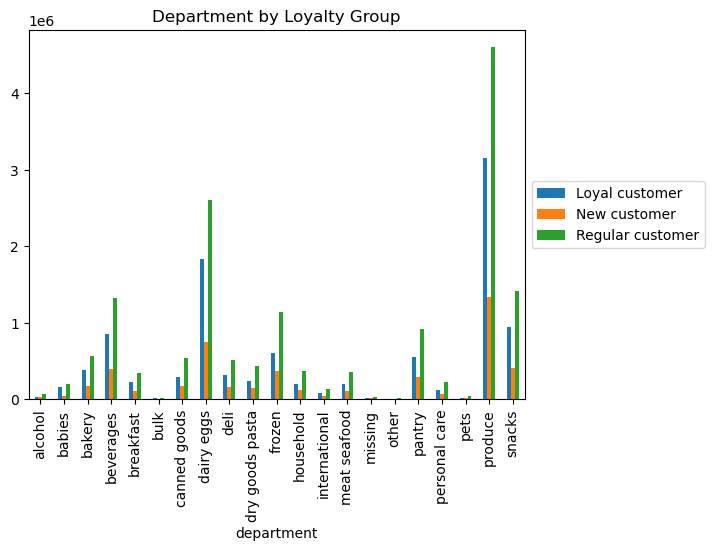 Department by Loyalty Group
1e6
4
3
2
1
0
Loyal customer
New customer
Regular customer
alcohol
babies
bakery
beverages
breakfast
bulk
canned goods
dairy eggs
deli
dry goods pasta
frozen
household
international
meat seafood
missing
other
pantry
personal care
pets
produce
snacks
department